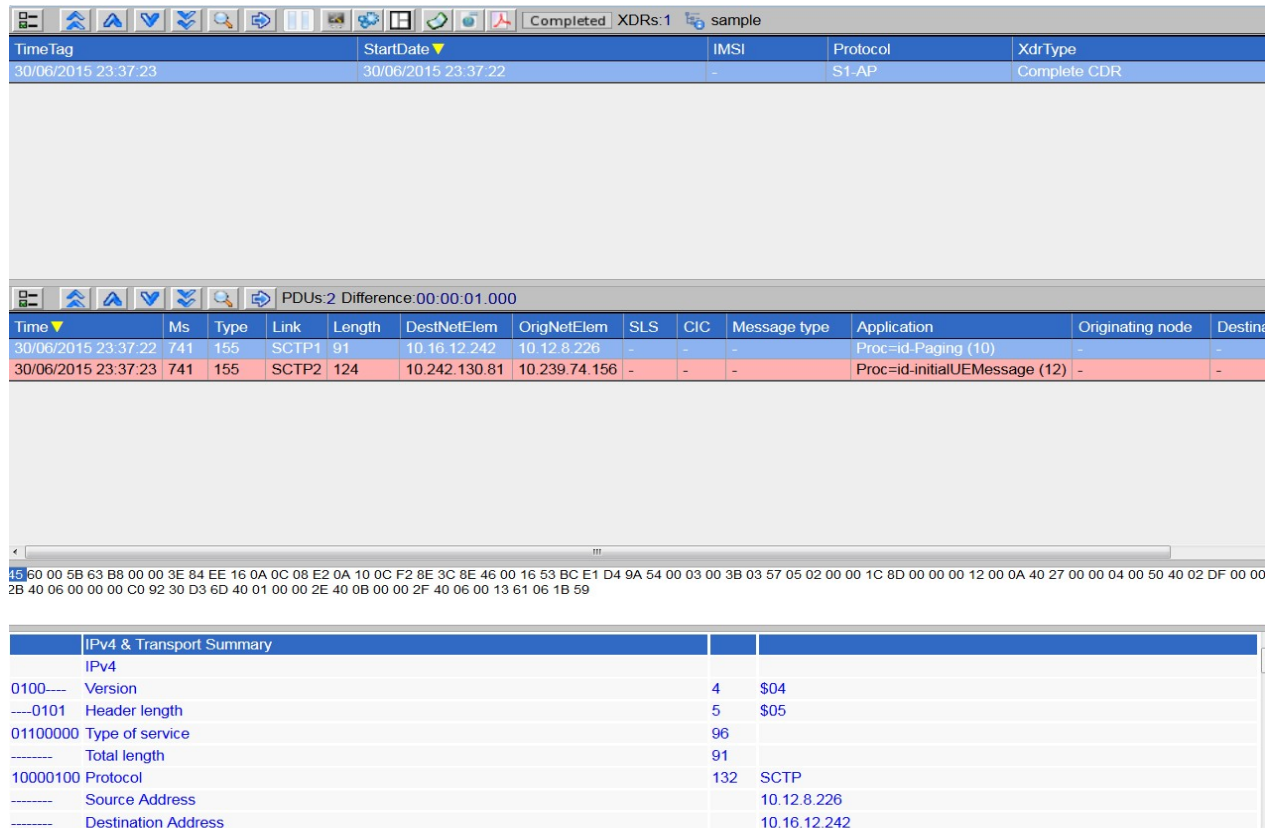 Completed XDRs:1 sample
TimeTag StartDate IMSI Protocol XdrType
30/06/2015 23:37:23 30/06/2015 23:37:22 - S1-AP Complete CDR
PDUs:2 Difference:00:00:01.000
Time Ms Type Link Length DestNetElem OrigNetElem SLS CIC Message type Application Originating node Destina
30/06/2015 23:37:22 741 155 SCTP1 91 10.16.12.242 10.12.8.226 - - - Proc=id-Paging (10) - -
30/06/2015 23:37:23 741 155 SCTP2 124 10.242.130.81 10.239.74.156 - - - Proc=id-initialUEMessage (12) - -
45 60 00 5B 63 B8 00 00 3E 84 EE 16 0A 0C 08 E2 0A 10 0C F2 8E 3C 8E 46 00 16 53 BC E1 D4 9A 54 00 03 00 3B 03 57 05 02 00 00 1C 8D 00 00 00 12 00 0A 40 27 00 00 04 00 50 40 02 DF 00 00
2B 40 06 00 00 00 C0 92 30 D3 6D 40 01 00 00 2E 40 0B 00 00 2F 40 06 00 13 61 06 1B 59
IPv4 & Transport Summary
IPv4
0100---- Version 4 $04
----0101 Header length 5 $05
01100000 Type of service 96
-------- Total length 91
10000100 Protocol 132 SCTP
-------- Source Address 10.12.8.226
-------- Destination Address 10.16.12.242